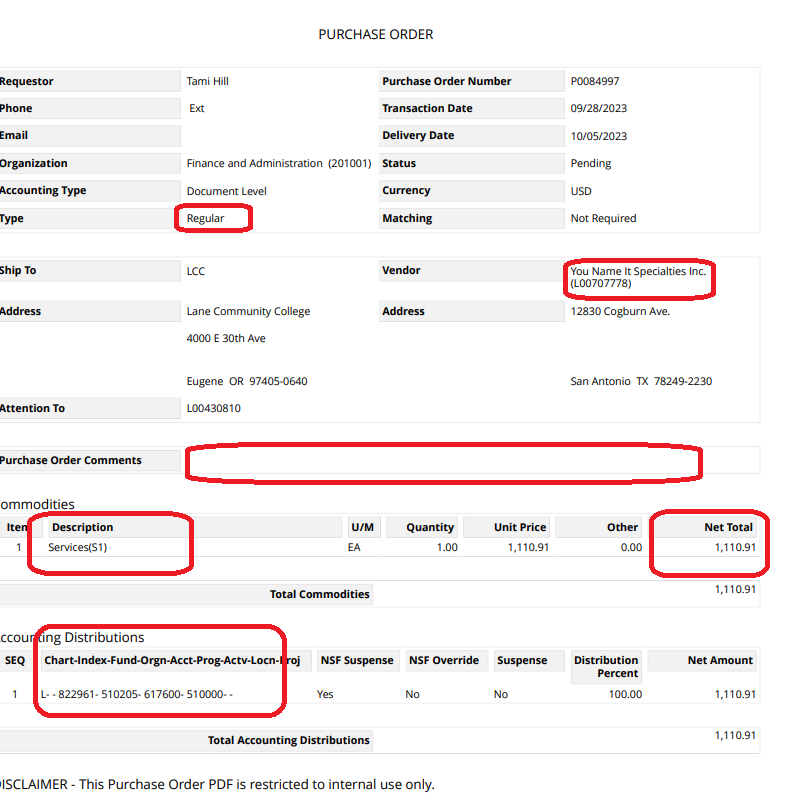 PURCHASE ORDER
Requestor Tami Hill Purchase Order Number P0084997
Phone Ext Transaction Date 09/28/2023
Email Delivery Date 10/05/2023
Organization Finance and Administration (201001) Status Pending
Accounting Type Document Level Currency USD
Type Regular Matching Not Required
Ship To LCC Vendor You Name It Specialties Inc.
(L00707778)
Address Lane Community College Address 12830 Cogburn Ave.
4000 E 30th Ave
Eugene OR 97405-0640 San Antonio TX 78249-2230
Attention To L00430810
Purchase Order Comments
ommodities
Item Description U/M Quantity Unit Price Other Net Total
1 Services(S1) EA 1.00 1,110.91 0.00 1,110.91
Total Commodities 1,110.91
ccounting Distributions
SEQ Chart-Index-Fund-Orgn-Acct-Prog-Actv-Locn-Proj NSF Suspense NSF Override Suspense Distribution Percent Net Amount
1 L- - 822961- 510205- 617600- 510000- - Yes No No 100.00 1,110.91
Total Accounting Distributions 1,110.91
ISCLAIMER - This Purchase Order PDF is restricted to internal use only.